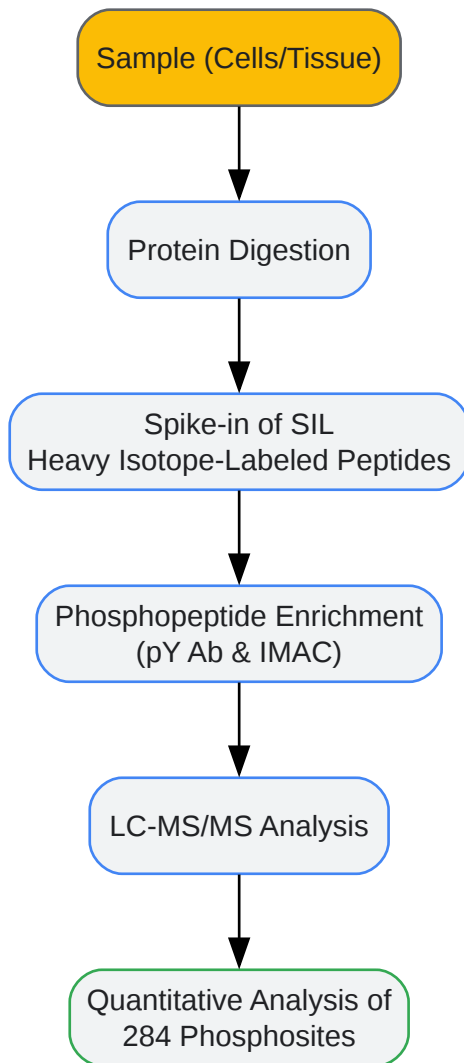 Sample (Cells/Tissue)
Protein Digestion
Spike-in of SIL
Heavy Isotope-Labeled Peptides
Phosphopeptide Enrichment
(pY Ab & IMAC)
LC-MS/MS Analysis
Quantitative Analysis of
284 Phosphosites